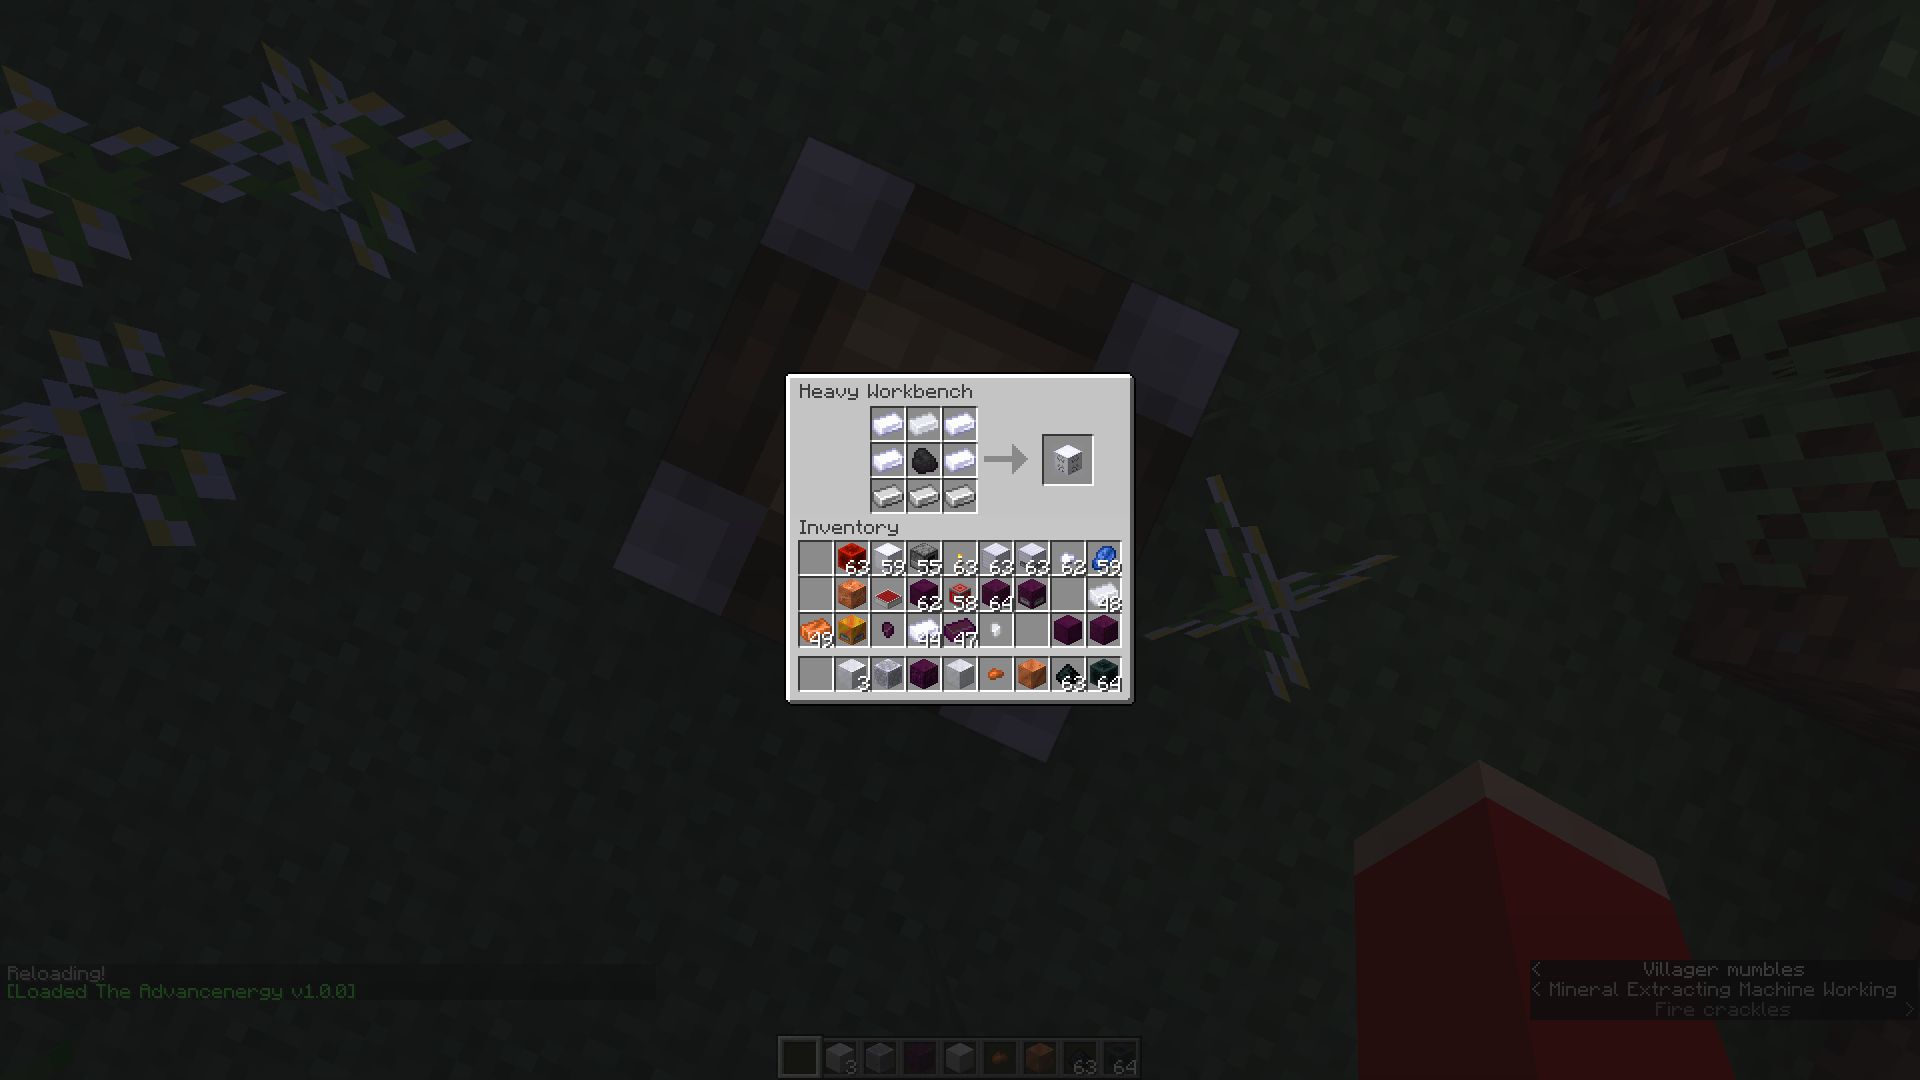 Heavy Workbench
Inventory
63 59 55 63 63 63 62 59
62 58 64 48
49 44 47
3 63 64
Reloading!
[Loaded The Advancenergy v1.0.0]
< Villager mumbles
< Mineral Extracting Machine Working
Fire crackles >
3 63 64